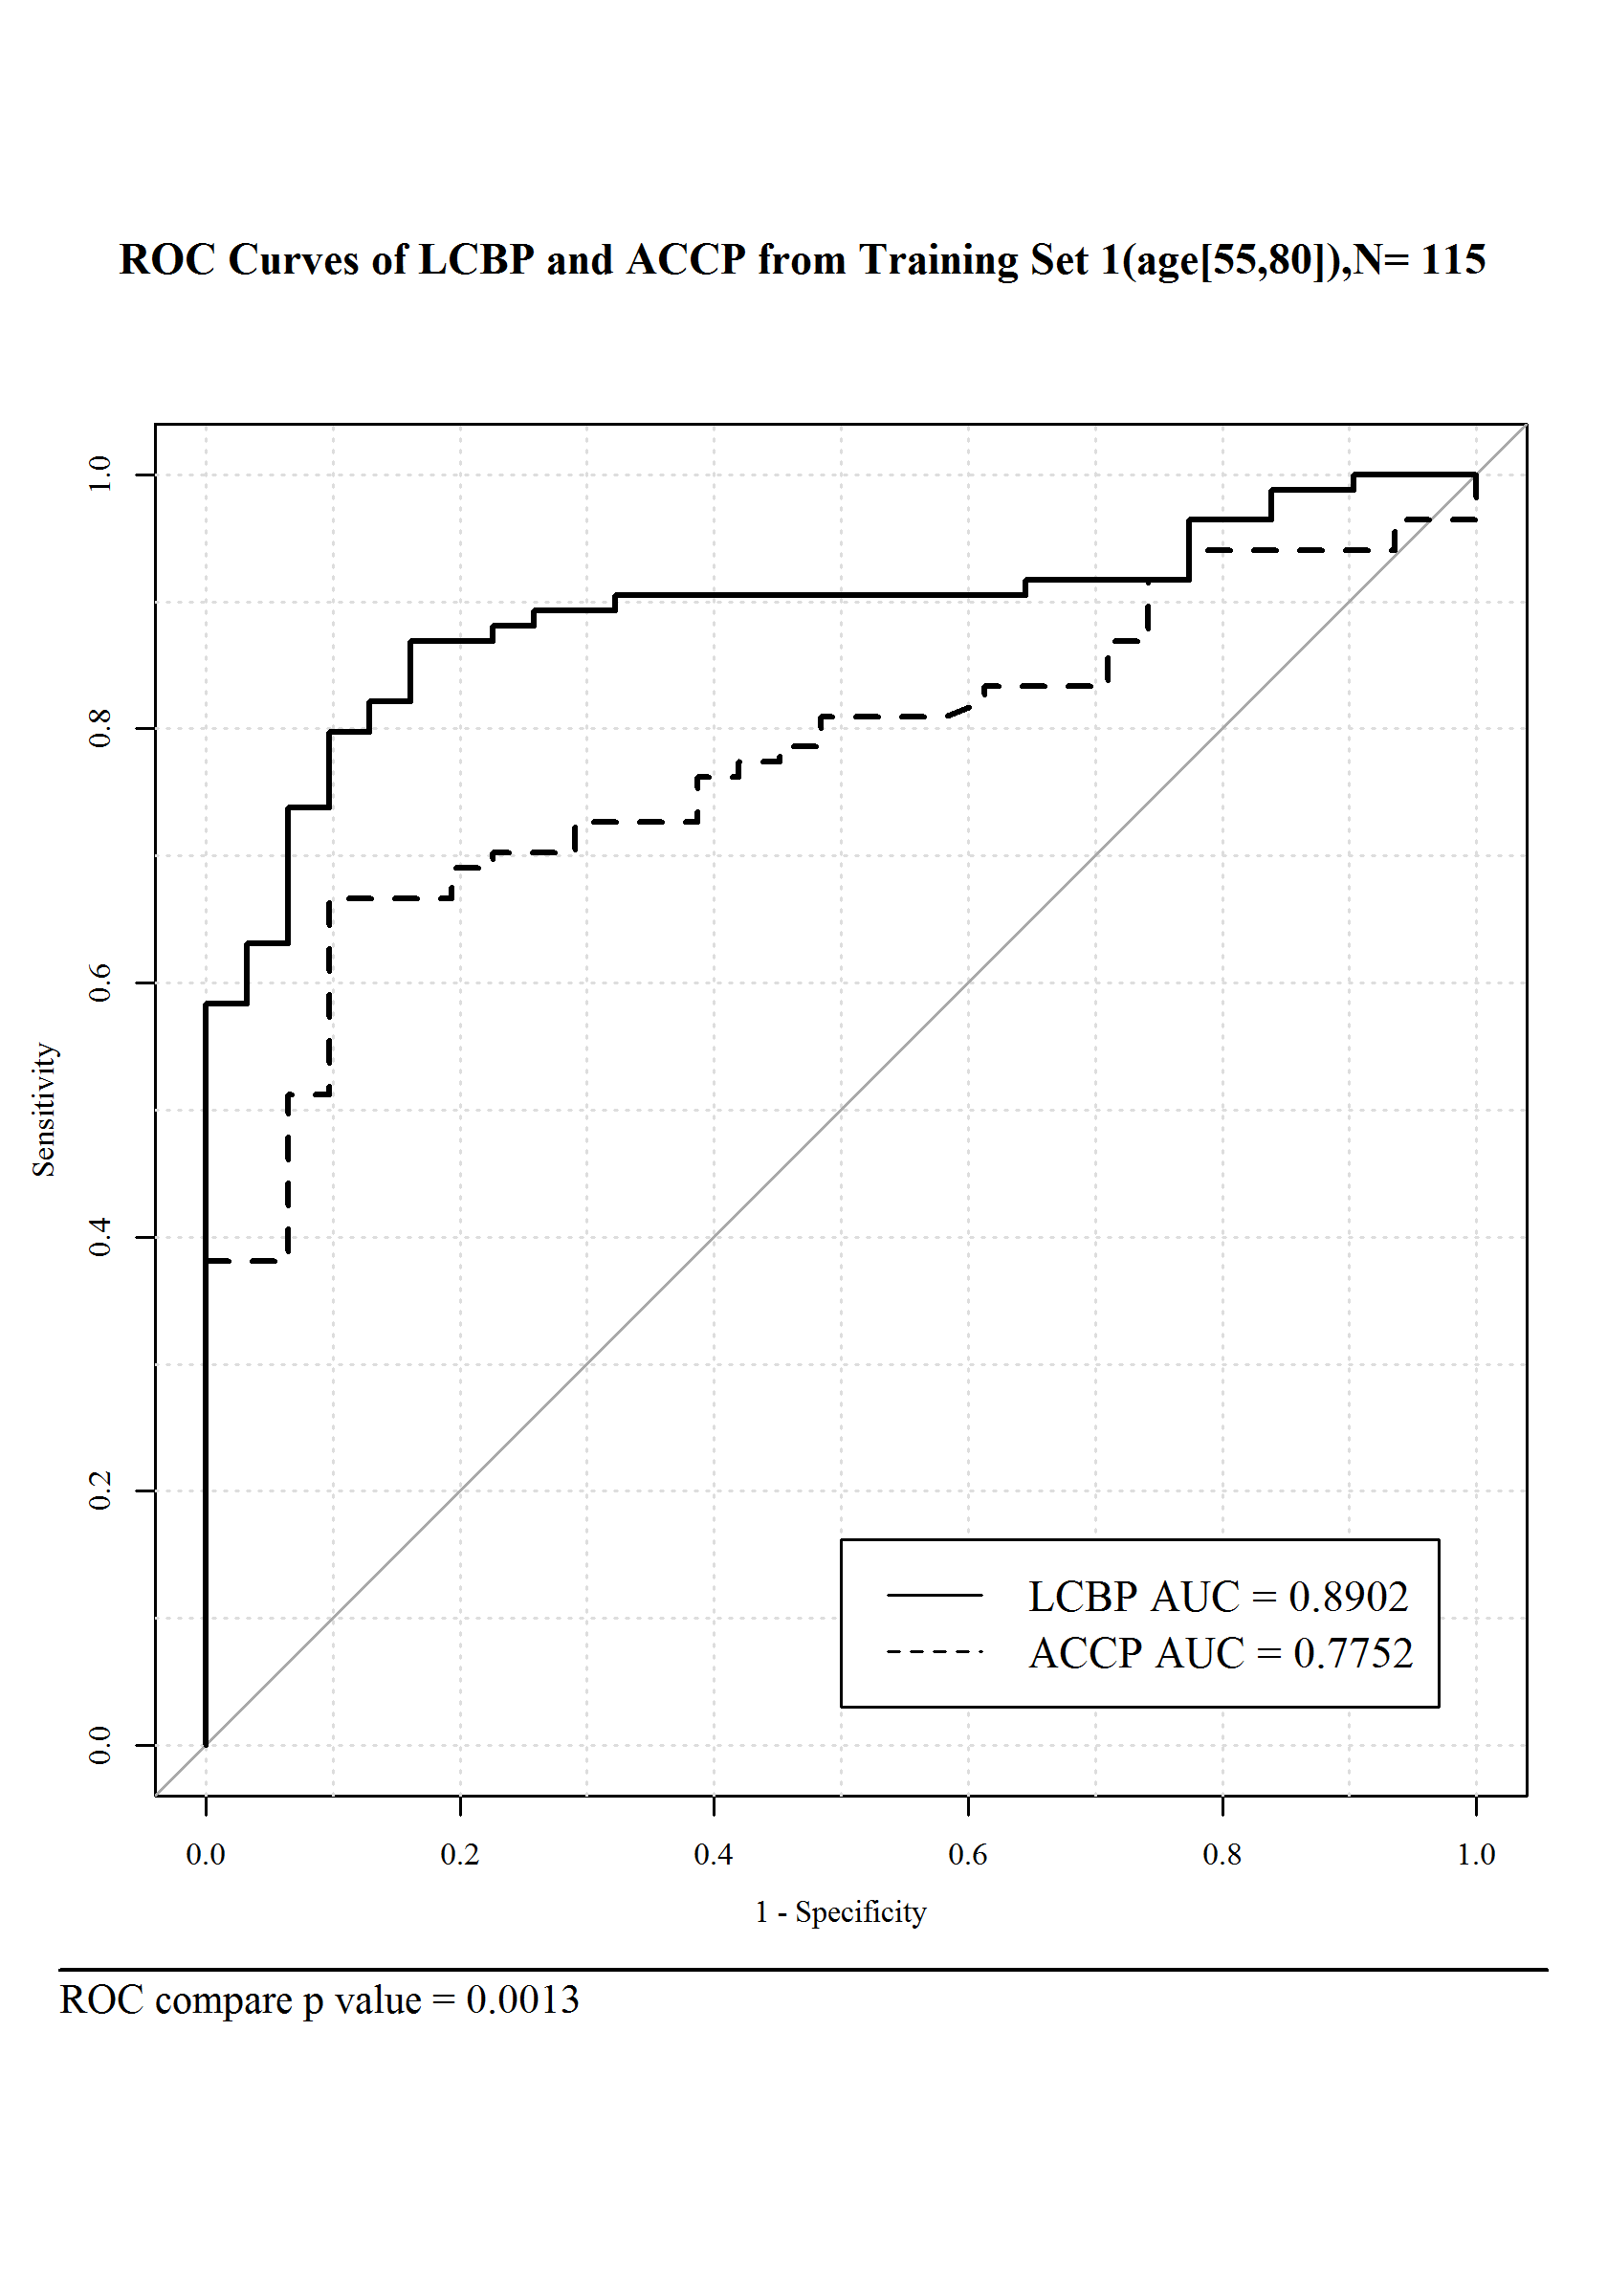 ROC Curves of LCBP and ACCP from Training Set 1(age[55,80]),N= 115
1.0
0.8
0.6
0.4
0.2
0.0
Sensitivity
LCBP AUC = 0.8902
ACCP AUC = 0.7752
0.0 0.2 0.4 0.6 0.8 1.0
1 - Specificity
ROC compare p value = 0.0013